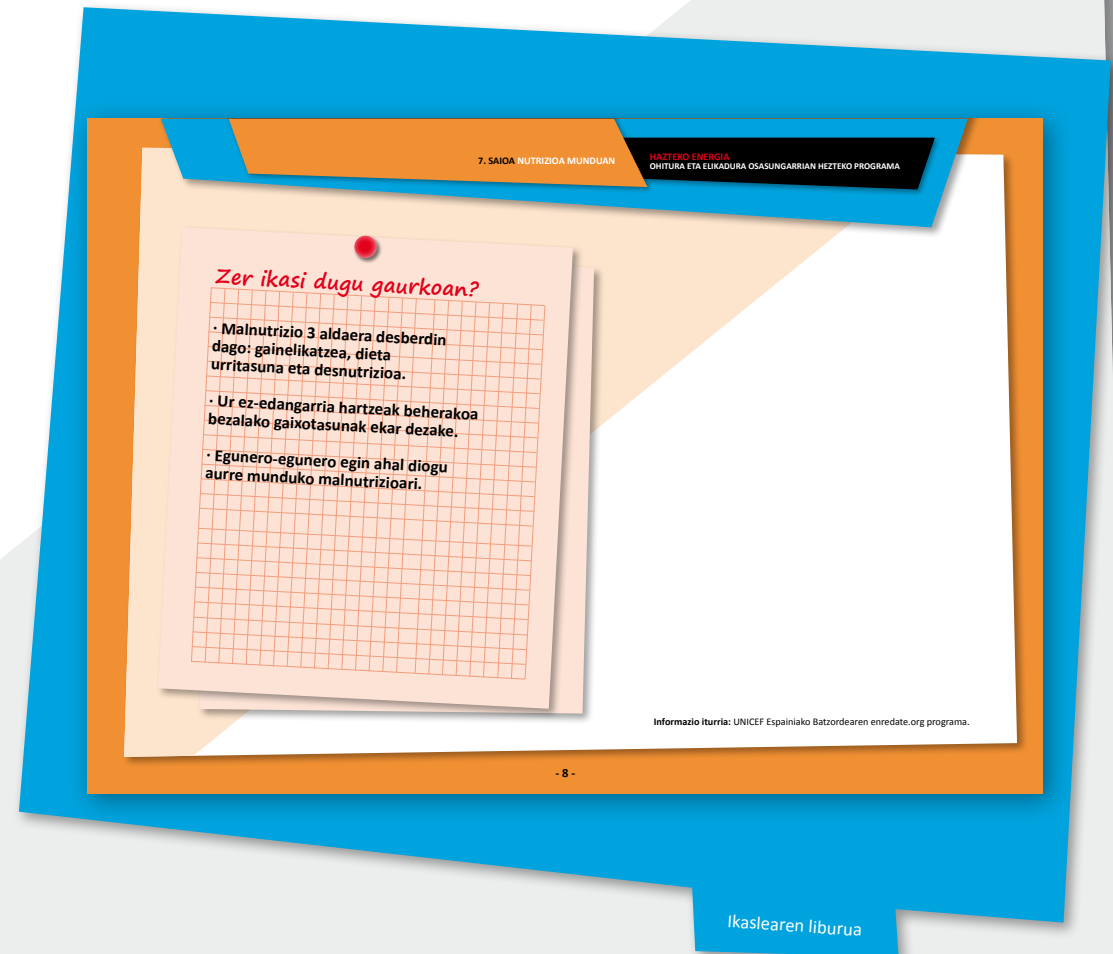 7. SAIOA NUTRIZIOA MUNDUAN
HAZTEKO ENERGIA
OHITURA ETA ELIKADURA OSASUNGARRIAN HEZTEKO PROGRAMA
Zer ikasi dugu gaurkoan?
· Malnutrizio 3 aldaera desberdin
dago: gainelikatzea, dieta
urritasuna eta desnutrizioa.
· Ur ez-edangarria hartzeak beherakoa
bezalako gaixotasunak ekar dezake.
· Egunero-egunero egin ahal diogu
aurre munduko malnutrizioari.
Informazio iturria: UNICEF Espainiako Batzordearen enredate.org programa.
- 8 -
Ikaslearen liburua